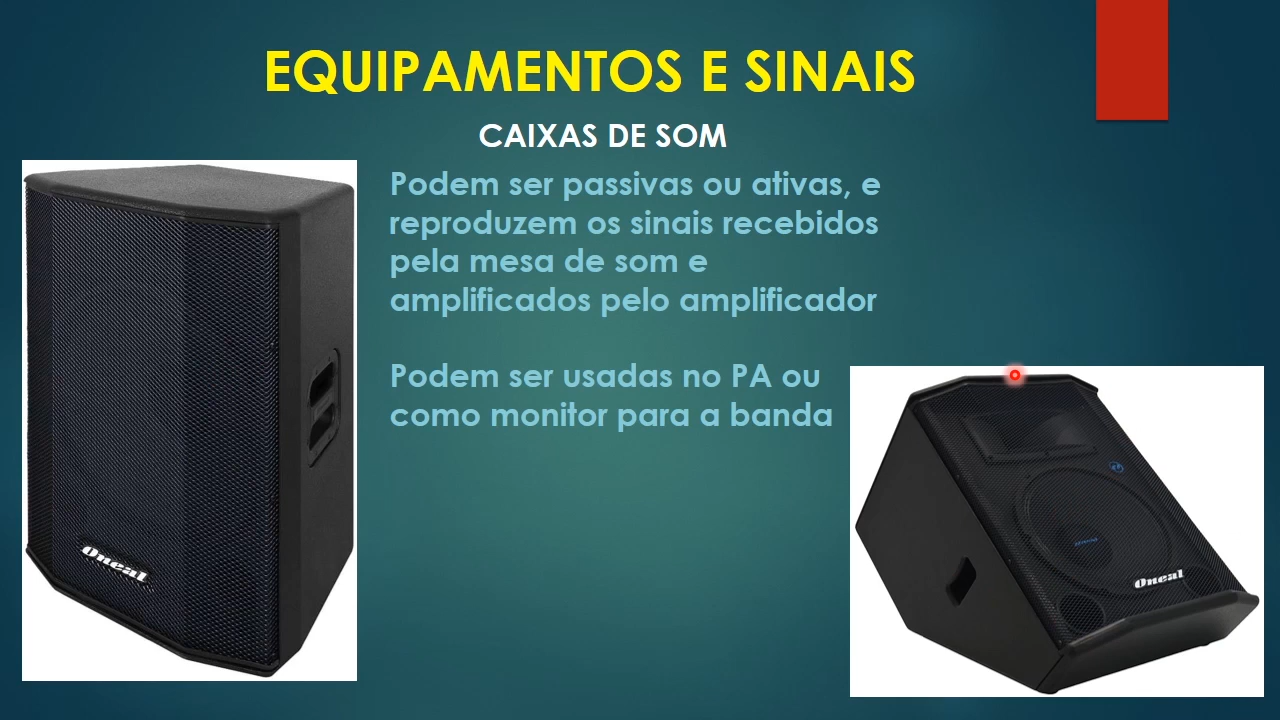 EQUIPAMENTOS E SINAIS
CAIXAS DE SOM
Podem ser passivas ou ativas, e
reproduzem os sinais recebidos
pela mesa de som e
amplificados pelo amplificador
Podem ser usadas no PA ou
como monitor para a banda
Oneal
Oneal